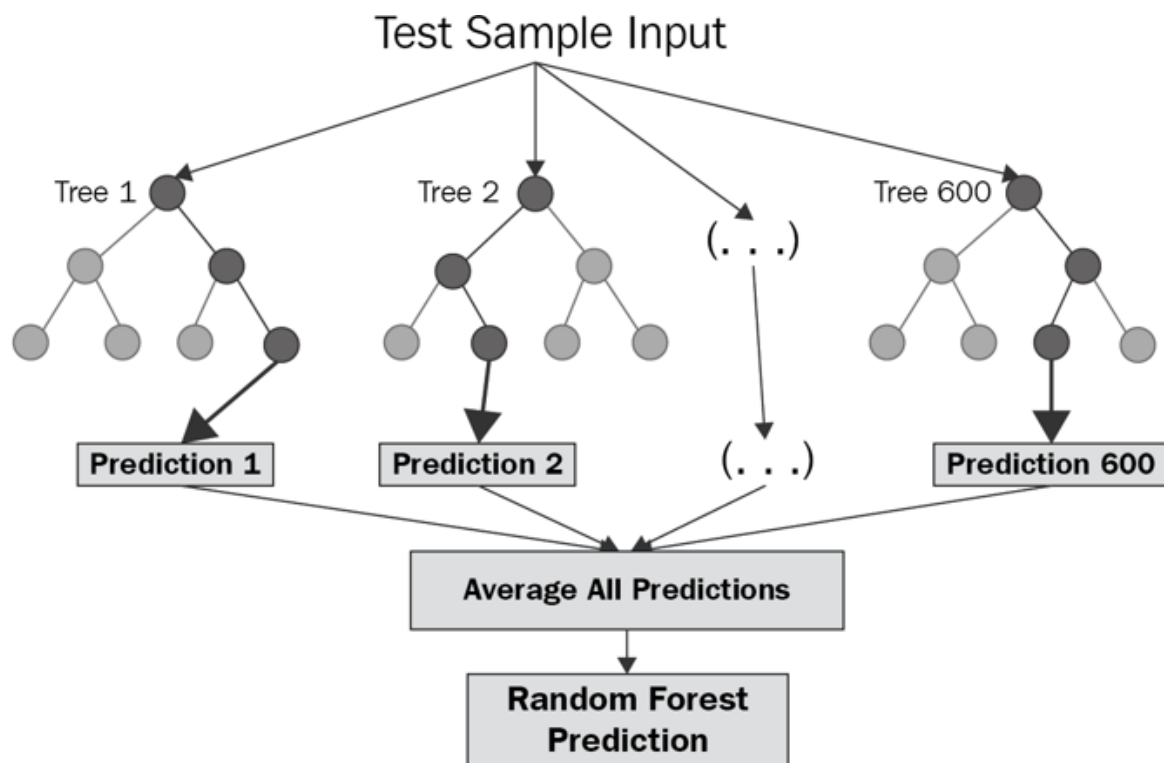 Test Sample Input
Tree 1
Tree 2
Tree 600
(. . .)
Prediction 1
Prediction 2
(. . .)
Prediction 600
Average All Predictions
Random Forest
Prediction